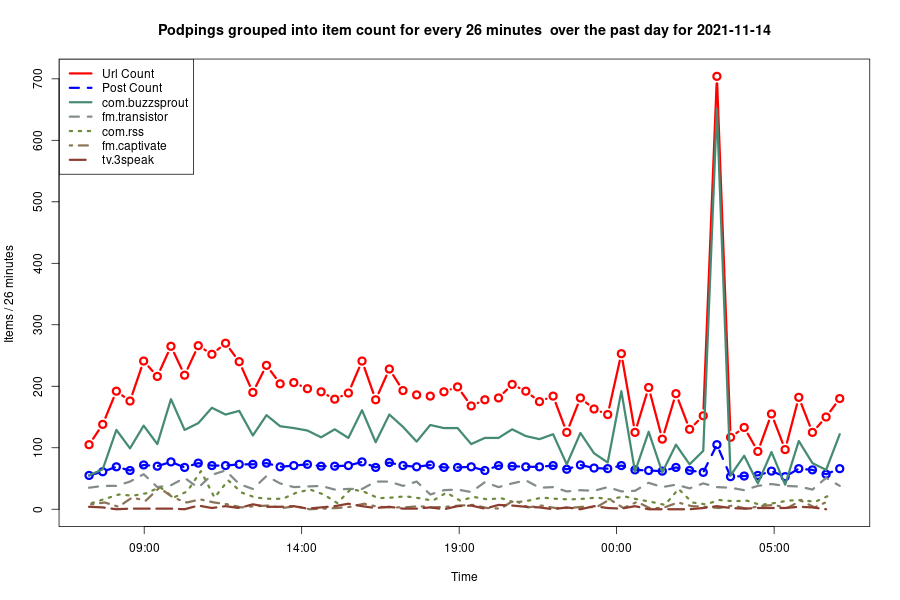 Podpings grouped into item count for every 26 minutes  over the past day for 2021-11-14
Url Count
Post Count
com.buzzsprout
fm.transistor
com.rss
fm.captivate
tv.3speak
Items / 26 minutes
700
600
500
400
300
200
100
0
09:00
14:00
19:00
00:00
05:00
Time